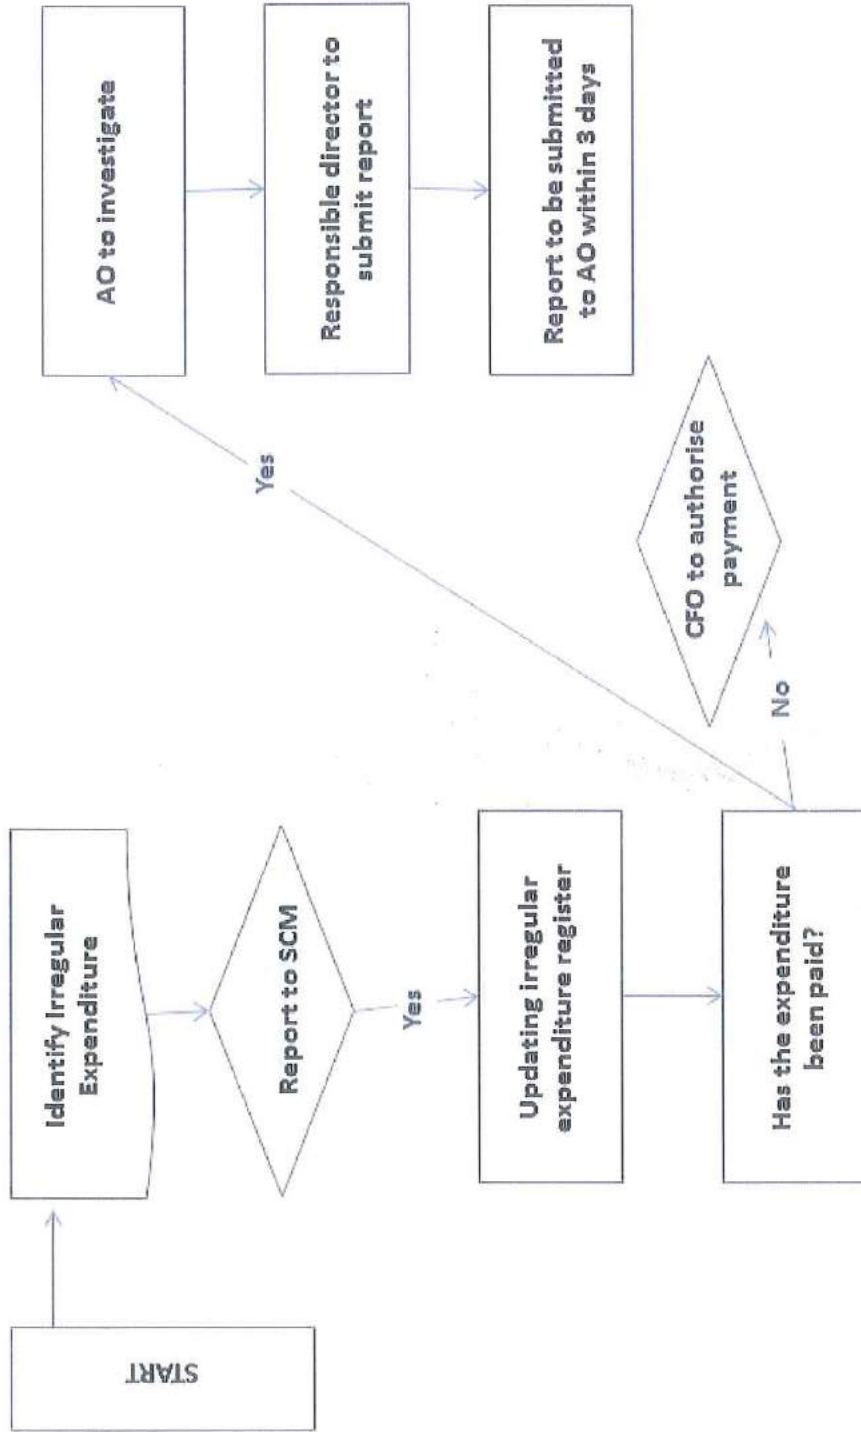 START
Identify Irregular
Expenditure
Report to SCM
Yes
Updating irregular
expenditure register
Has the expenditure
been paid?
No
CFO to authorise
payment
Yes
AO to investigate
Responsible director to
submit report
Report to be submitted
to AO within 3 days